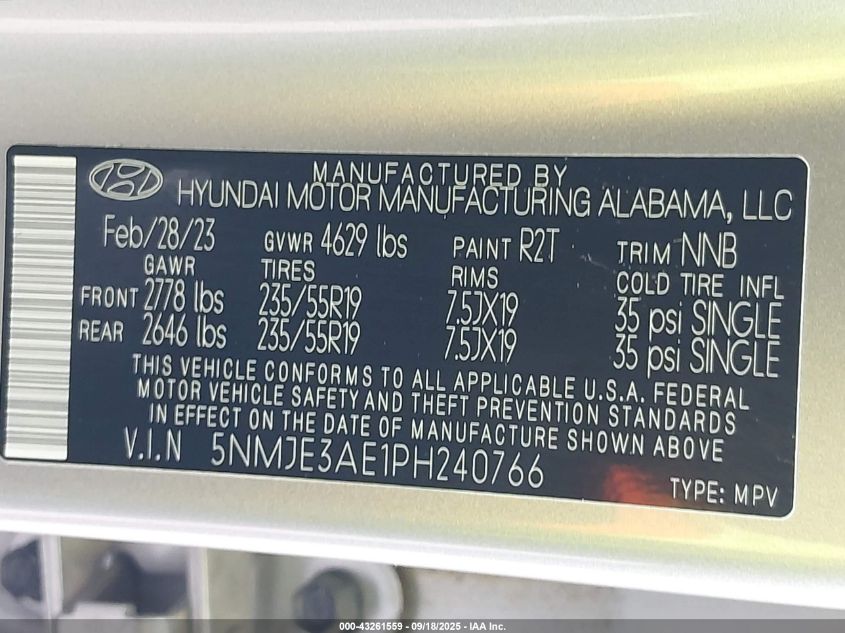 MANUFACTURED BY
HYUNDAI MOTOR MANUFACTURING ALABAMA, LLC
Feb/28/23 GVWR 4629 lbs PAINT R2T TRIM NNB
GAWR TIRES RIMS COLD TIRE INFL
FRONT 2778 lbs 235/55R19 7.5JX19 35 psi SINGLE
REAR 2646 lbs 235/55R19 7.5JX19 35 psi SINGLE
THIS VEHICLE CONFORMS TO ALL APPLICABLE U.S.A. FEDERAL
MOTOR VEHICLE SAFETY AND THEFT PREVENTION STANDARDS
IN EFFECT ON THE DATE OF MANUFACTURE SHOWN ABOVE
V.I.N 5NMJE3AE1PH240766
TYPE: MPV
000-43261559 - 09/18/2025 - IAA Inc.